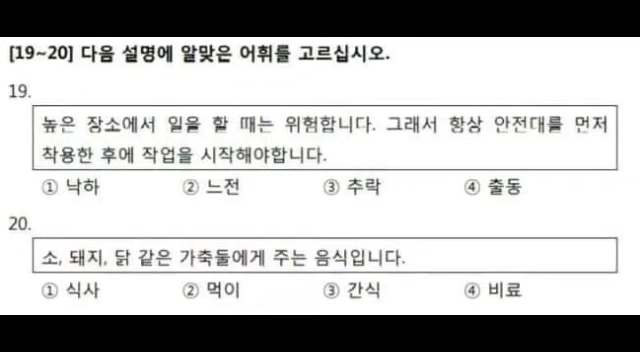 [19~20] 다음 설명에 알맞은 어휘를 고르십시오.
19.
높은 장소에서 일을 할 때는 위험합니다. 그래서 항상 안전대를 먼저
착용한 후에 작업을 시작해야합니다.
① 낙하 ② 느전 ③ 추락 ④ 출동
20.
소, 돼지, 닭 같은 가축둘에게 주는 음식입니다.
① 식사 ② 먹이 ③ 간식 ④ 비료